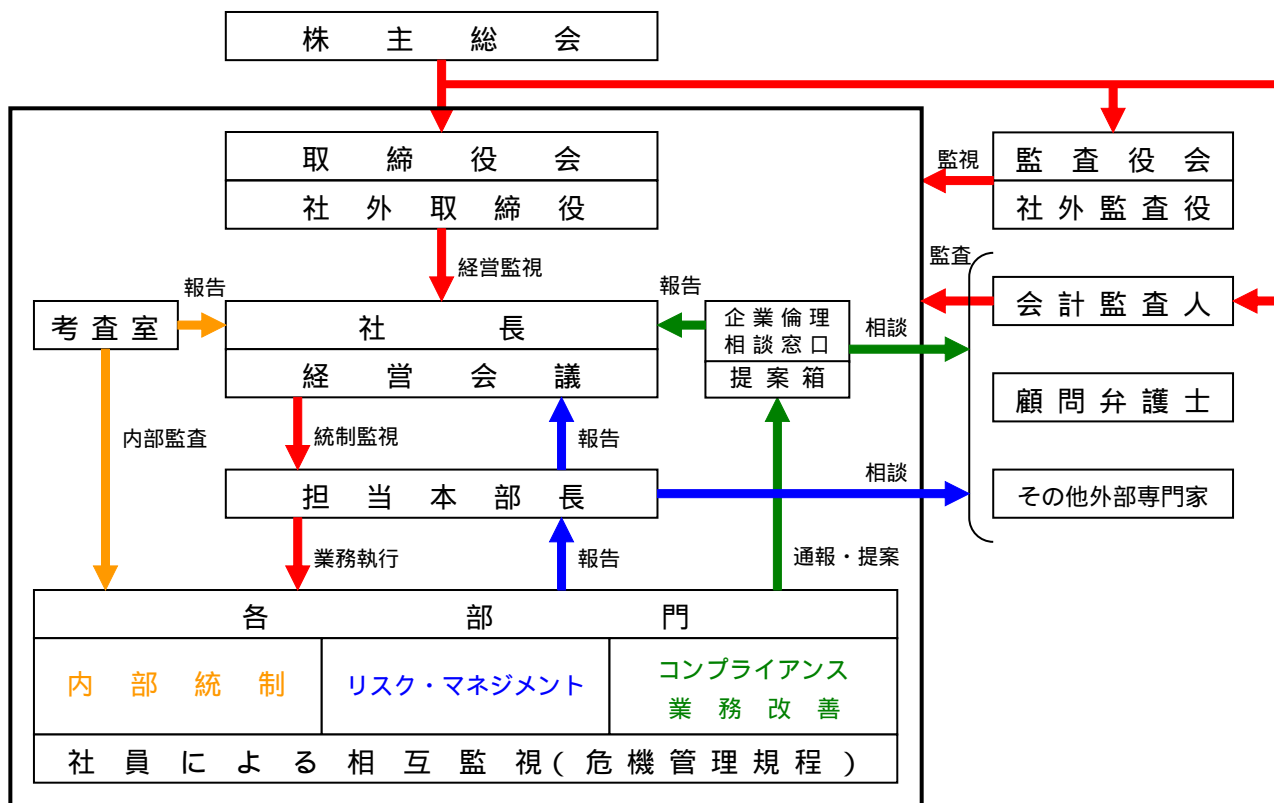 株主総会
取締役会
社外取締役
監視
監査役会
社外監査役
経営監視
監査
報告
報告
考査室
社長
企業倫理
相談窓口
相談
会計監査人
経営会議
提案箱
顧問弁護士
内部監査
統制監視
報告
担当本部長
相談
その他外部専門家
業務執行
報告
通報・提案
各部門
内部統制
リスク・マネジメント
コンプライアンス
業務改善
社員による相互監視(危機管理規程)